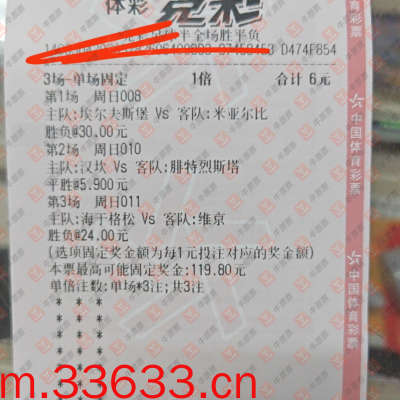 体彩 竞彩
半全场胜平负
3场-单场固定 1倍 合计 6元
第1场 周日008
主队:埃尔夫斯堡 Vs 客队:米亚尔比
胜负@30.00元
第2场 周日010
主队:汉坎 Vs 客队:腓特烈斯塔
平胜@5.900元
第3场 周日011
主队:海于格松 Vs 客队:维京
胜负@24.00元
(选项固定奖金额为每1元投注对应的奖金额)
本票最高可能固定奖金:119.80元
单倍注数:单场*3注;共3注
* * *
* * *
* * *
* * *
* * *
* * *
m.33633.cn
中国体育彩票
中国体育彩票
育彩票